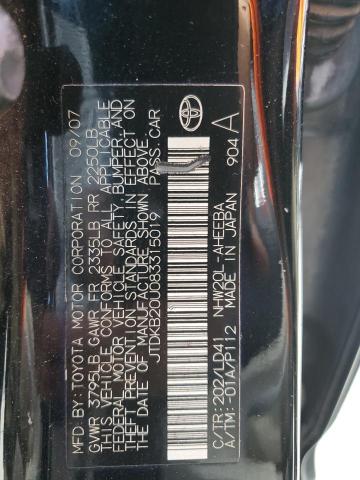 MFD. BY: TOYOTA MOTOR CORPORATION 09/07
GVWR 3795LB GAWR FR 2335LB RR 2250LB
THIS VEHICLE CONFORMS TO ALL APPLICABLE
FEDERAL MOTOR VEHICLE SAFETY, BUMPER, AND
THEFT PREVENTION STANDARDS IN EFFECT ON
THE DATE OF MANUFACTURE SHOWN ABOVE.
JTDKB20U083315019 PASS. CAR
C/TR: 202/LD41 NHW20L-AHEEBA
A/TM: -01A/P112 MADE IN JAPAN 904 A